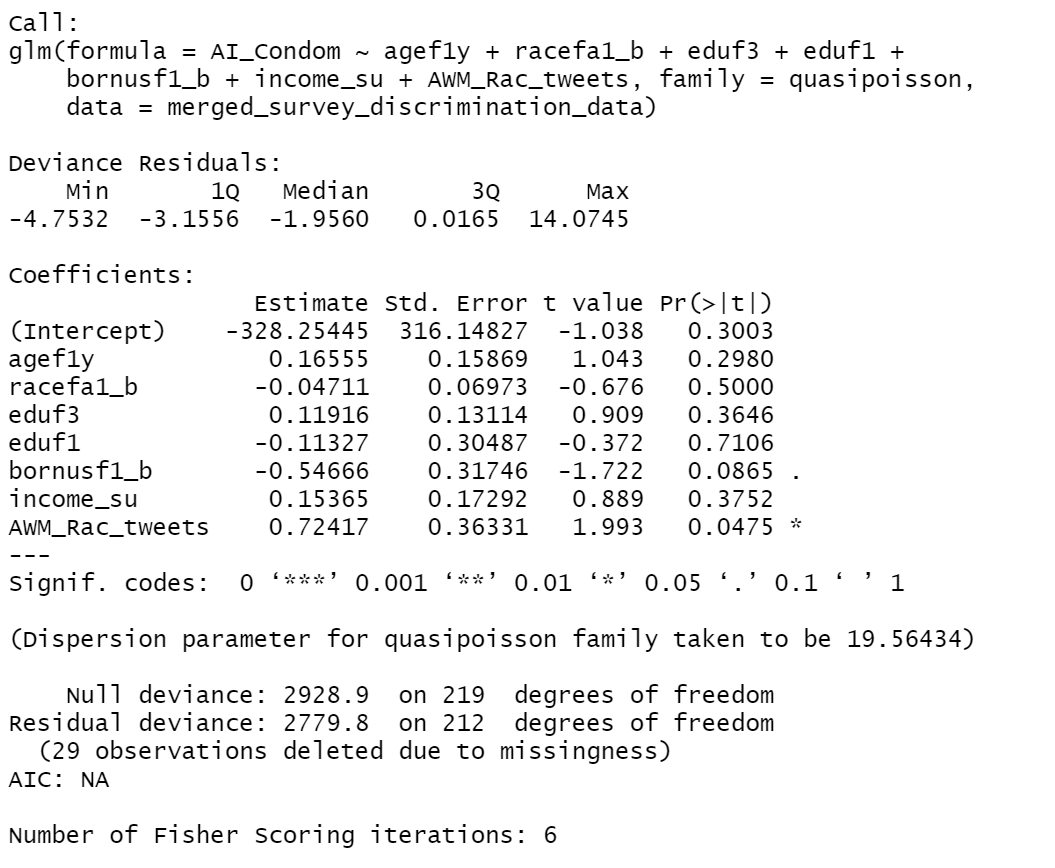 Call:
glm(formula = AI_Condom ~ agef1y + racefa1_b + eduf3 + eduf1 +
    bornusf1_b + income_su + AWM_Rac_tweets, family = quasipoisson,
    data = merged_survey_discrimination_data)

Deviance Residuals:
    Min       1Q   Median       3Q      Max
-4.7532  -3.1556  -1.9560   0.0165  14.0745

Coefficients:
                Estimate Std. Error t value Pr(>|t|)
(Intercept)   -328.25445  316.14827  -1.038   0.3003
agef1y           0.16555    0.15869   1.043   0.2980
racefa1_b       -0.04711    0.06973  -0.676   0.5000
eduf3            0.11916    0.13114   0.909   0.3646
eduf1           -0.11327    0.30487  -0.372   0.7106
bornusf1_b      -0.54666    0.31746  -1.722   0.0865 .
income_su        0.15365    0.17292   0.889   0.3752
AWM_Rac_tweets   0.72417    0.36331   1.993   0.0475 *
---
Signif. codes:  0 ‘***’ 0.001 ‘**’ 0.01 ‘*’ 0.05 ‘.’ 0.1 ‘ ’ 1

(Dispersion parameter for quasipoisson family taken to be 19.56434)

    Null deviance: 2928.9  on 219  degrees of freedom
Residual deviance: 2779.8  on 212  degrees of freedom
  (29 observations deleted due to missingness)
AIC: NA

Number of Fisher Scoring iterations: 6